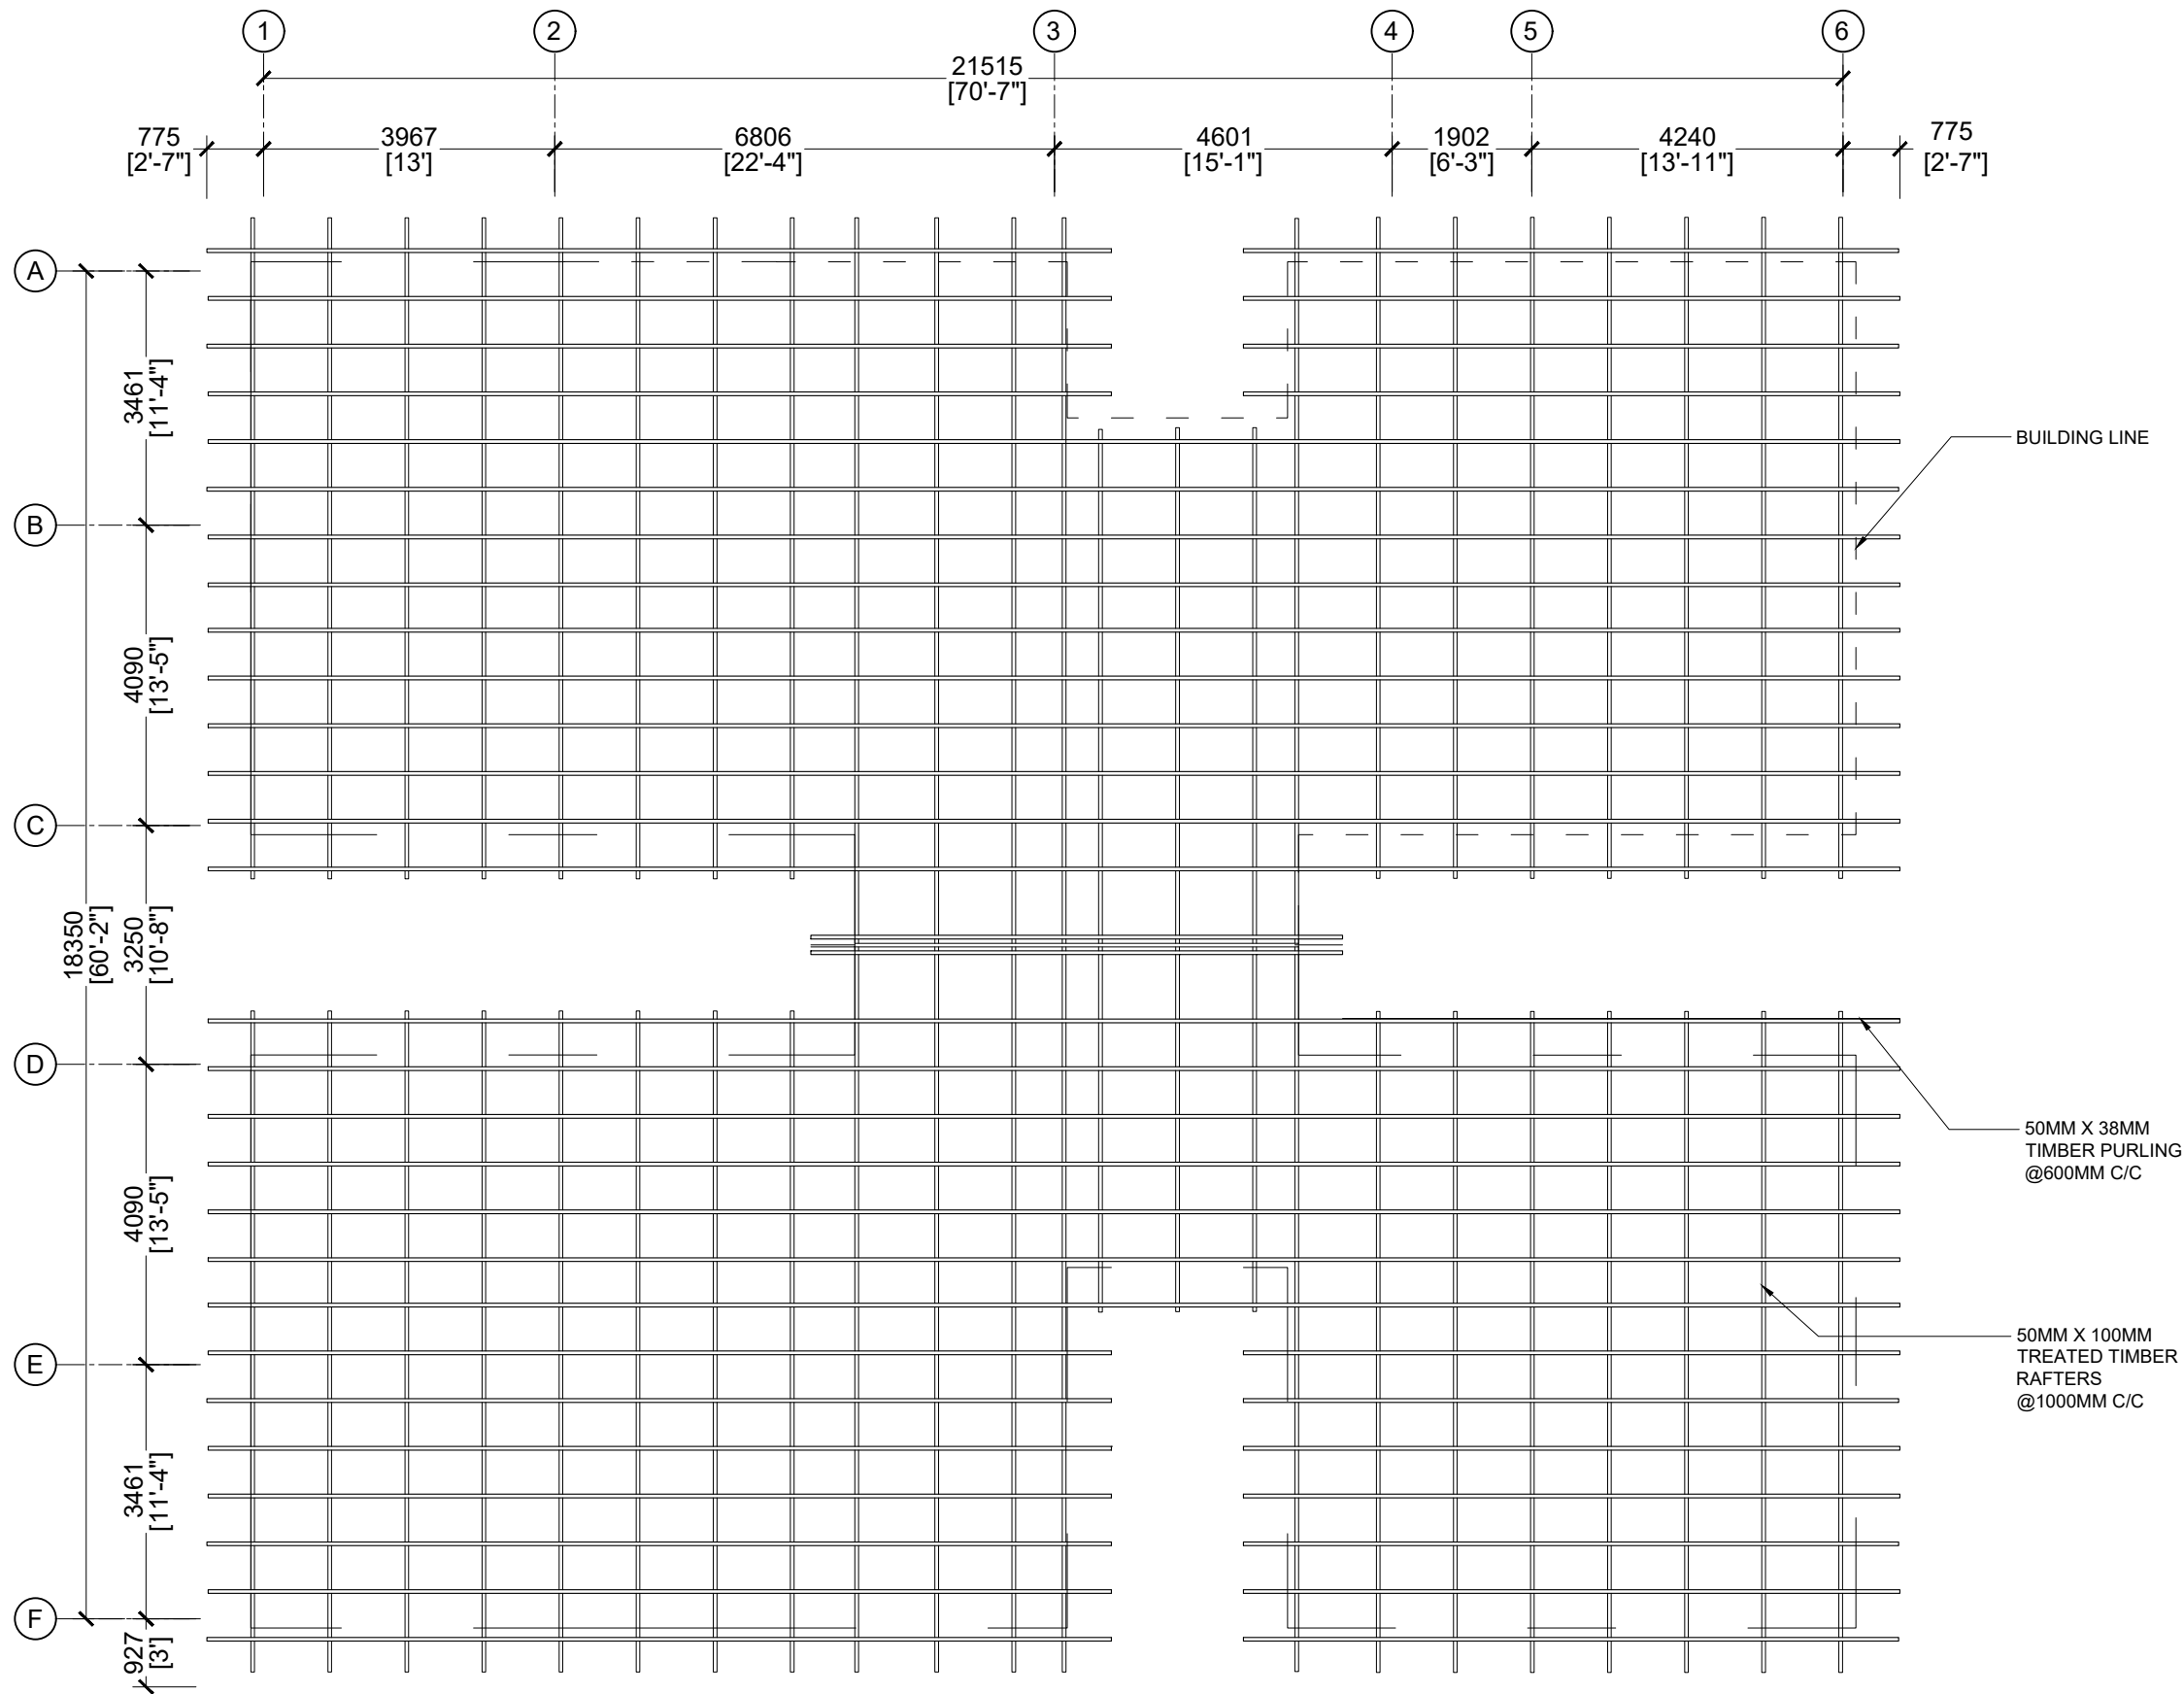 1
2
3
4
5
6
21515
[70'-7"]
775
[2'-7"]
3967
[13']
6806
[22'-4"]
4601
[15'-1"]
1902
[6'-3"]
4240
[13'-11"]
775
[2'-7"]
A
3461
[11'-4"]
BUILDING LINE
B
4090
[13'-5"]
C
18350
[60'-2"]
3250
[10'-8"]
D
50MM X 38MM
TIMBER PURLING
@600MM C/C
4090
[13'-5"]
50MM X 100MM
TREATED TIMBER
RAFTERS
@1000MM C/C
E
3461
[11'-4"]
F
927
[3']